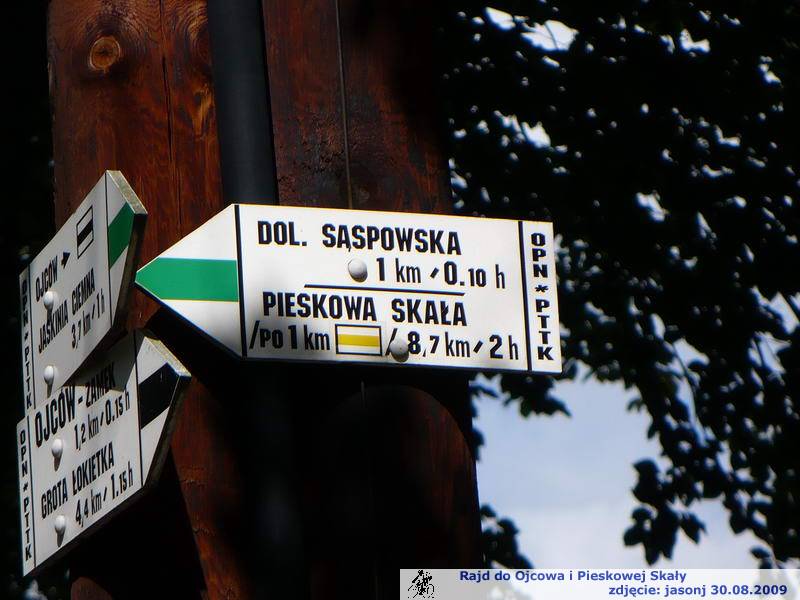 DOL. SĄSPOWSKA
1 km / 0.10 h
PIESKOWA SKAŁA
/PO 1 km / 8,7 km / 2 h
OPN * PTTK
OJCÓW
JASKINIA CIEMNA
3,7 km / 1 h
OPN * PTTK
OJCÓW - ZAMEK
1,2 km / 0.15 h
GROTA ŁOKIETKA
4,4 km / 1.15 h
OPN * PTTK
Rajd do Ojcowa i Pieskowej Skały
zdjęcie: jasonj 30.08.2009